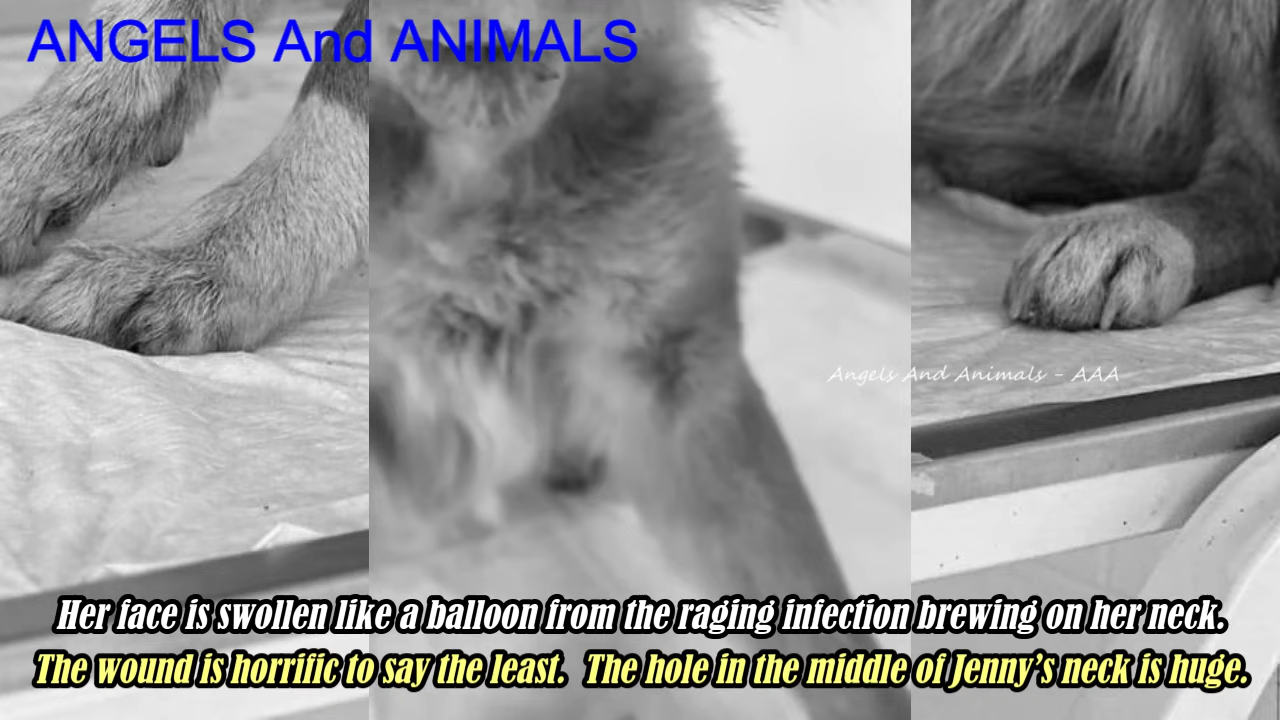 ANGELS And ANIMALS
Angels And Animals - AAA
Her face is swollen like a balloon from the raging infection brewing on her neck.
The wound is horrific to say the least.  The hole in the middle of Jenny's neck is huge.